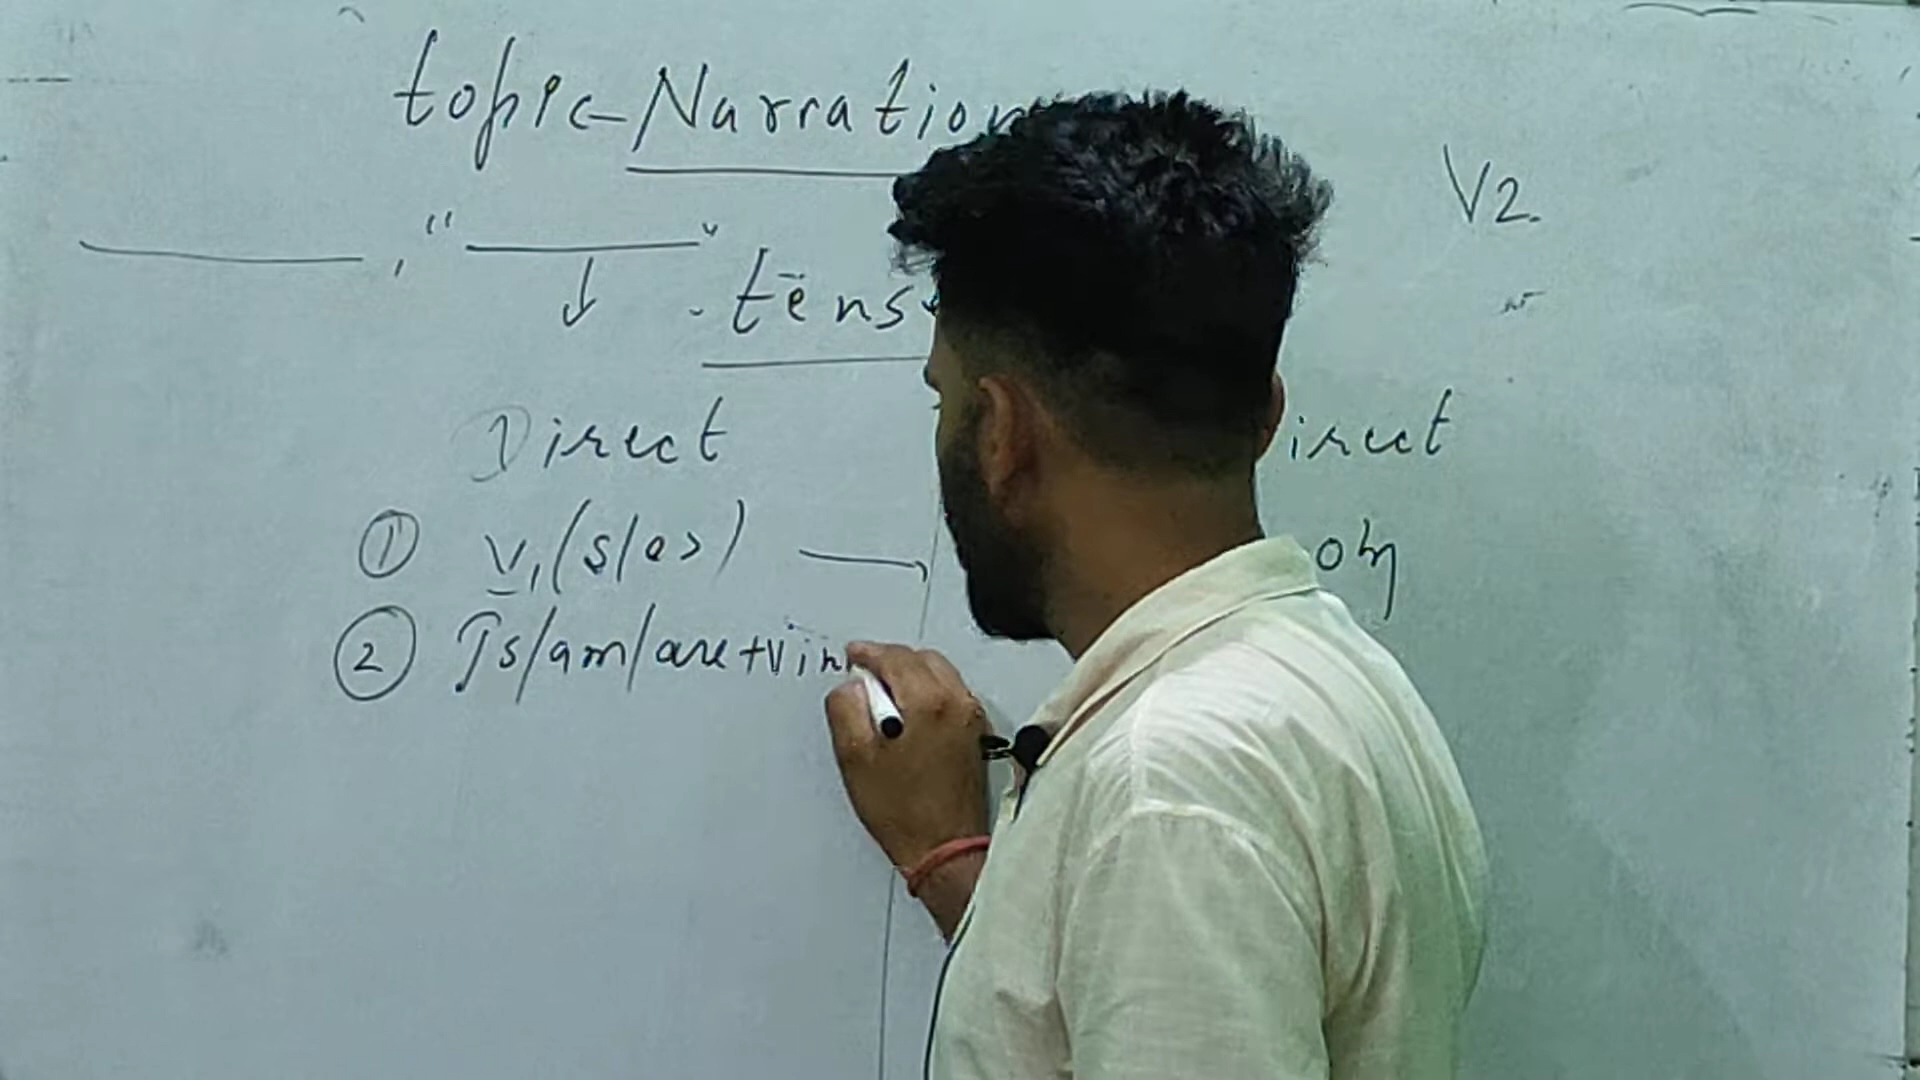 topic-Narration
V2.
, " "
↓ tense
Direct irect
① V1(s/es) →
② Is/am/are+Vin